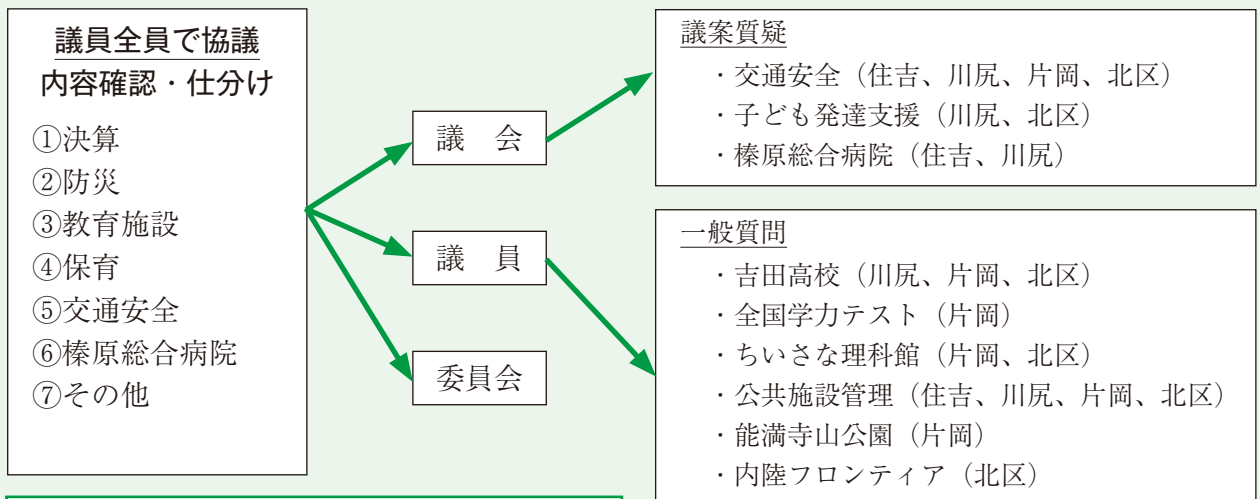 議員全員で協議
内容確認・仕分け
①決算
②防災
③教育施設
④保育
⑤交通安全
⑥榛原総合病院
⑦その他
議　会
議　員
委員会
議案質疑
・交通安全（住吉、川尻、片岡、北区）
・子ども発達支援（川尻、北区）
・榛原総合病院（住吉、川尻）
一般質問
・吉田高校（川尻、片岡、北区）
・全国学力テスト（片岡）
・ちいさな理科館（片岡、北区）
・公共施設管理（住吉、川尻、片岡、北区）
・能満寺山公園（片岡）
・内陸フロンティア（北区）